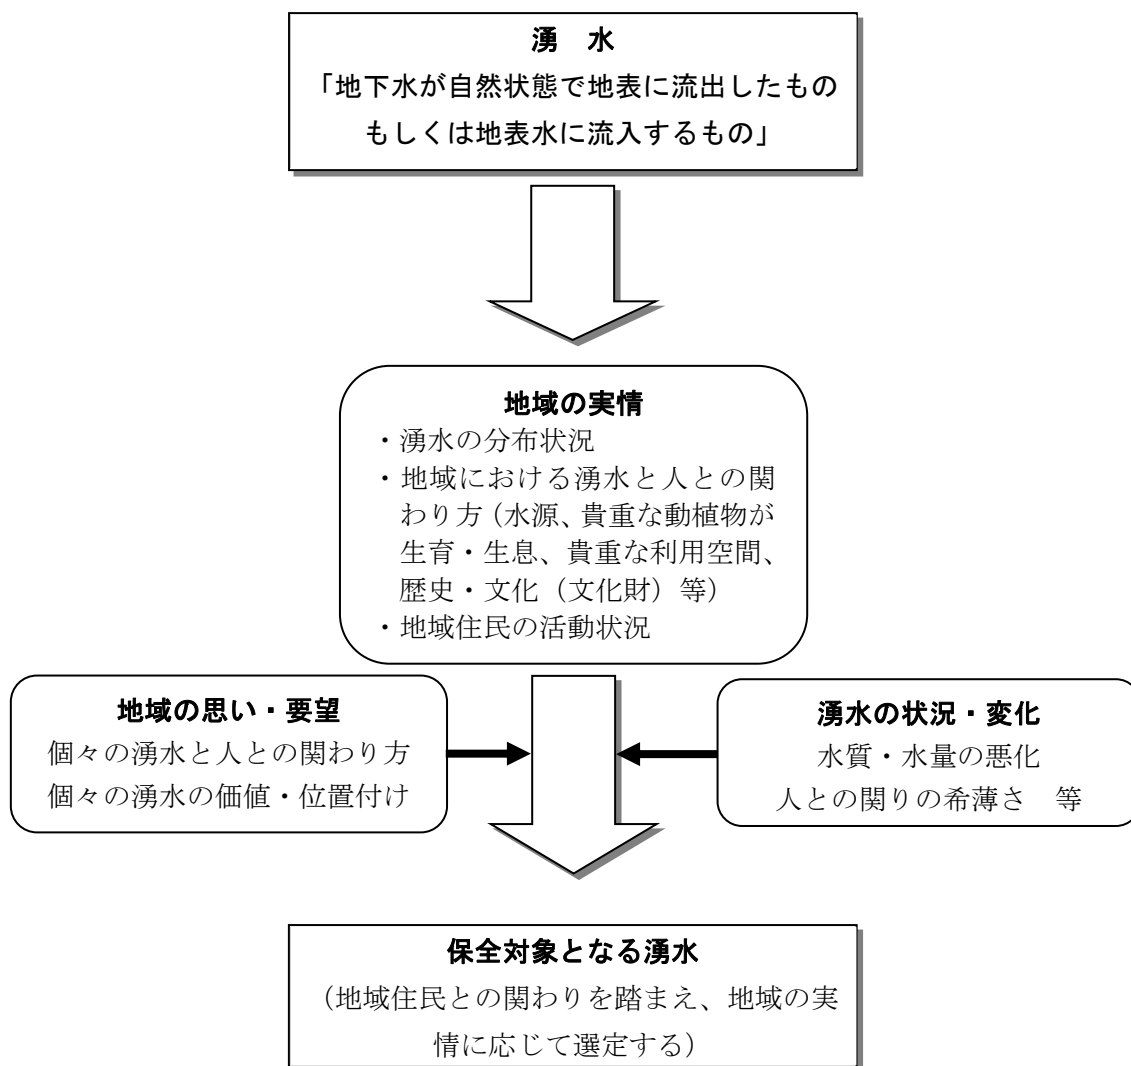 湧　水
「地下水が自然状態で地表に流出したもの
もしくは地表水に流入するもの」
地域の実情
・湧水の分布状況
・地域における湧水と人との関
わり方（水源、貴重な動植物が
生育・生息、貴重な利用空間、
歴史・文化（文化財）等）
・地域住民の活動状況
地域の思い・要望
個々の湧水と人との関わり方
個々の湧水の価値・位置付け
湧水の状況・変化
水質・水量の悪化
人との関りの希薄さ　等
保全対象となる湧水
（地域住民との関わりを踏まえ、地域の実
情に応じて選定する）